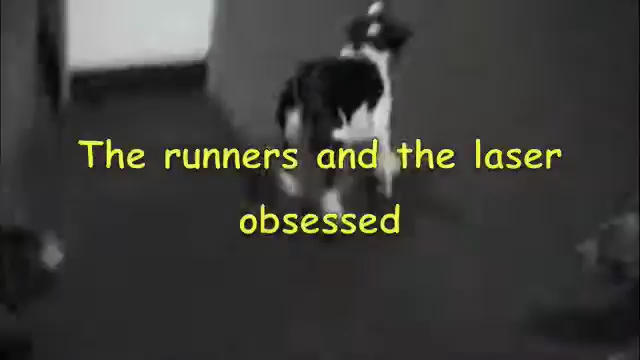 The runners and the laser
obsessed